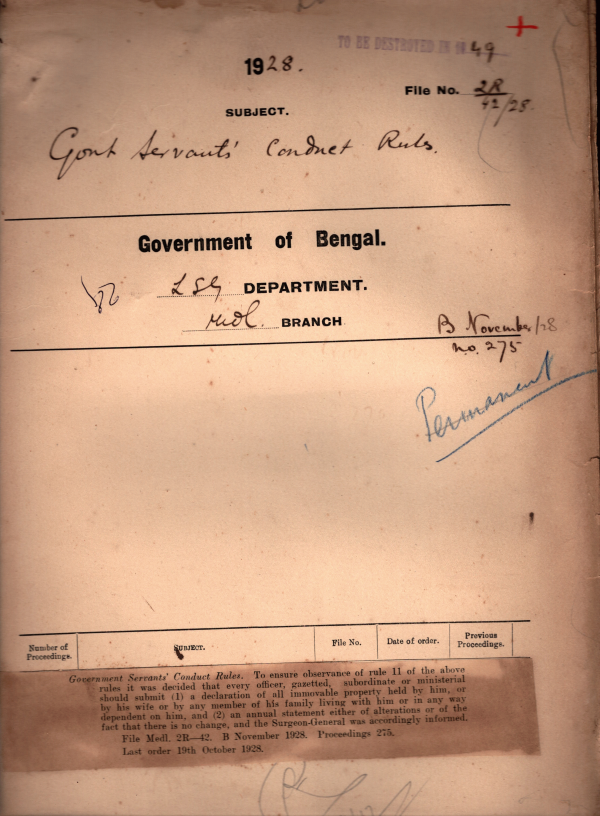 TO BE DESTROYED IN 1949
1928.
File No. 2R
42/28.
SUBJECT.
Govt Servants' Conduct Rules.
Government of Bengal.
LSG DEPARTMENT.
Medl. BRANCH
B November/28
no. 275
Permanent
Number of Proceedings.
SUBJECT.
File No.
Date of order.
Previous Proceedings.
Government Servants' Conduct Rules. To ensure observance of rule 11 of the above
rules it was decided that every officer, gazetted, subordinate or ministerial
should submit (1) a declaration of all immovable property held by him, or
by his wife or by any member of his family living with him or in any way
dependent on him, and (2) an annual statement either of alterations or of the
fact that there is no change, and the Surgeon-General was accordingly informed.
File Medl. 2R—42. B November 1928. Proceedings 275.
Last order 19th October 1928.